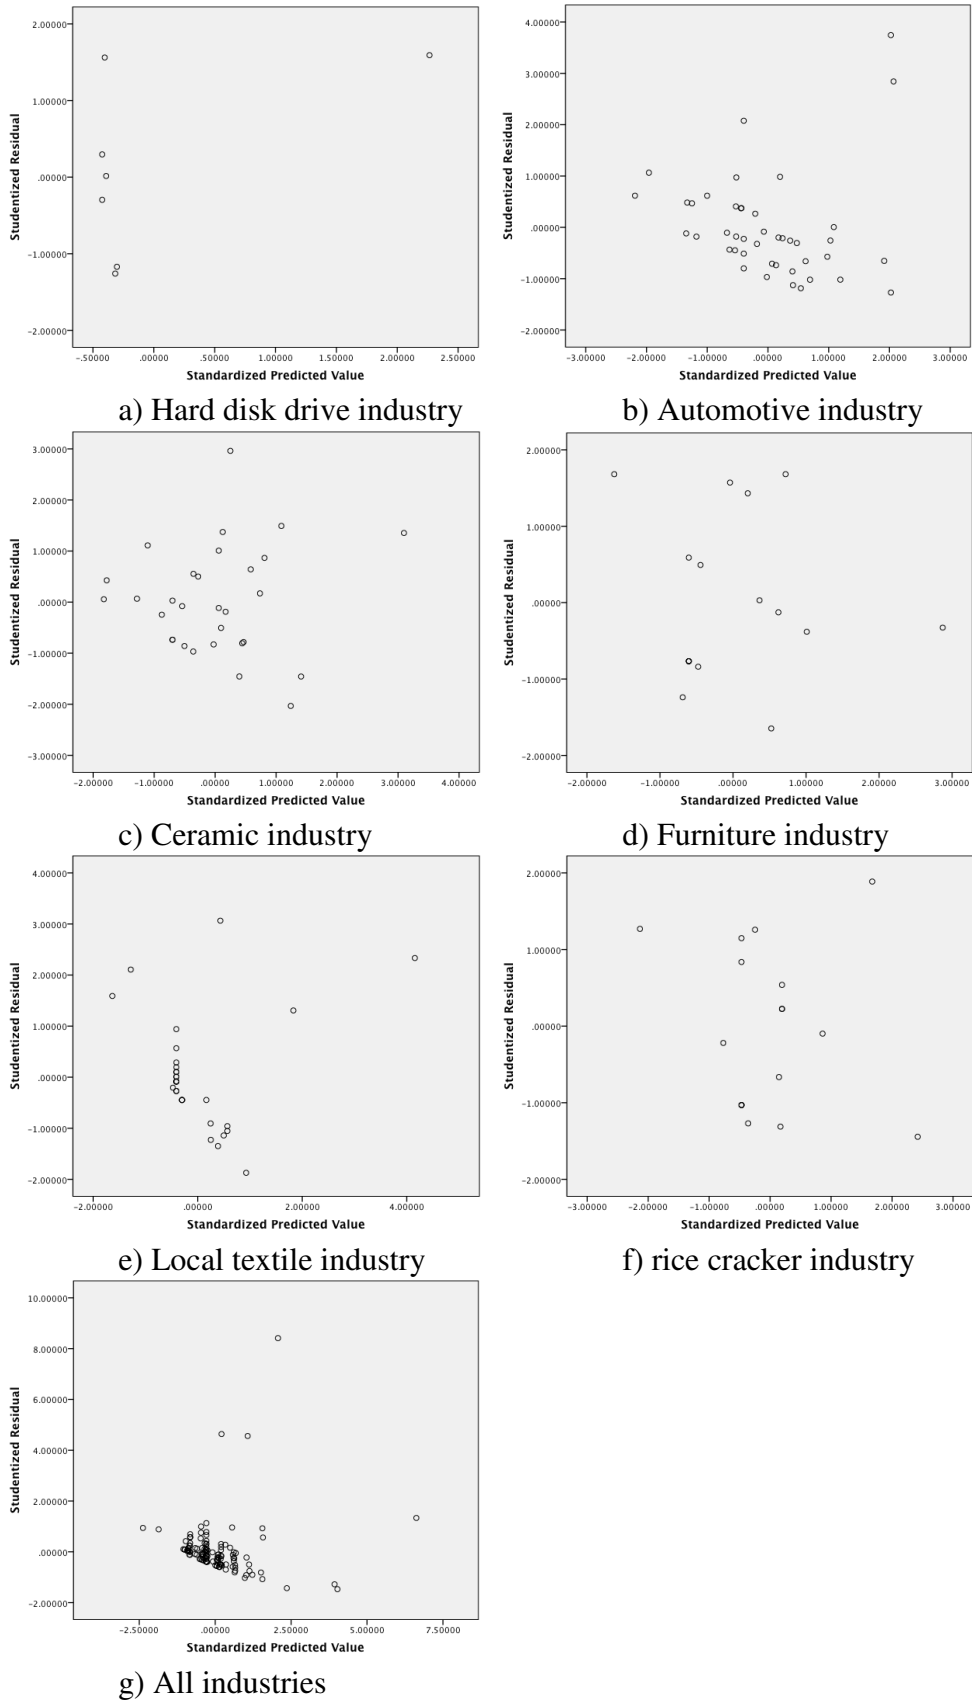 2.00000
1.00000
.00000
-1.00000
-2.00000
Studentized Residual
-.50000 .00000 .50000 1.00000 1.50000 2.00000 2.50000
Standardized Predicted Value
a) Hard disk drive industry
4.00000
3.00000
2.00000
1.00000
.00000
-1.00000
-2.00000
Studentized Residual
-3.00000 -2.00000 -1.00000 .00000 1.00000 2.00000 3.00000
Standardized Predicted Value
b) Automotive industry
3.00000
2.00000
1.00000
.00000
-1.00000
-2.00000
-3.00000
Studentized Residual
-2.00000 -1.00000 .00000 1.00000 2.00000 3.00000 4.00000
Standardized Predicted Value
c) Ceramic industry
2.00000
1.00000
.00000
-1.00000
-2.00000
Studentized Residual
-2.00000 -1.00000 .00000 1.00000 2.00000 3.00000
Standardized Predicted Value
d) Furniture industry
4.00000
3.00000
2.00000
1.00000
.00000
-1.00000
-2.00000
Studentized Residual
-2.00000 .00000 2.00000 4.00000
Standardized Predicted Value
e) Local textile industry
2.00000
1.00000
.00000
-1.00000
-2.00000
Studentized Residual
-3.00000 -2.00000 -1.00000 .00000 1.00000 2.00000 3.00000
Standardized Predicted Value
f) rice cracker industry
10.00000
8.00000
6.00000
4.00000
2.00000
.00000
-2.00000
Studentized Residual
-2.50000 .00000 2.50000 5.00000 7.50000
Standardized Predicted Value
g) All industries